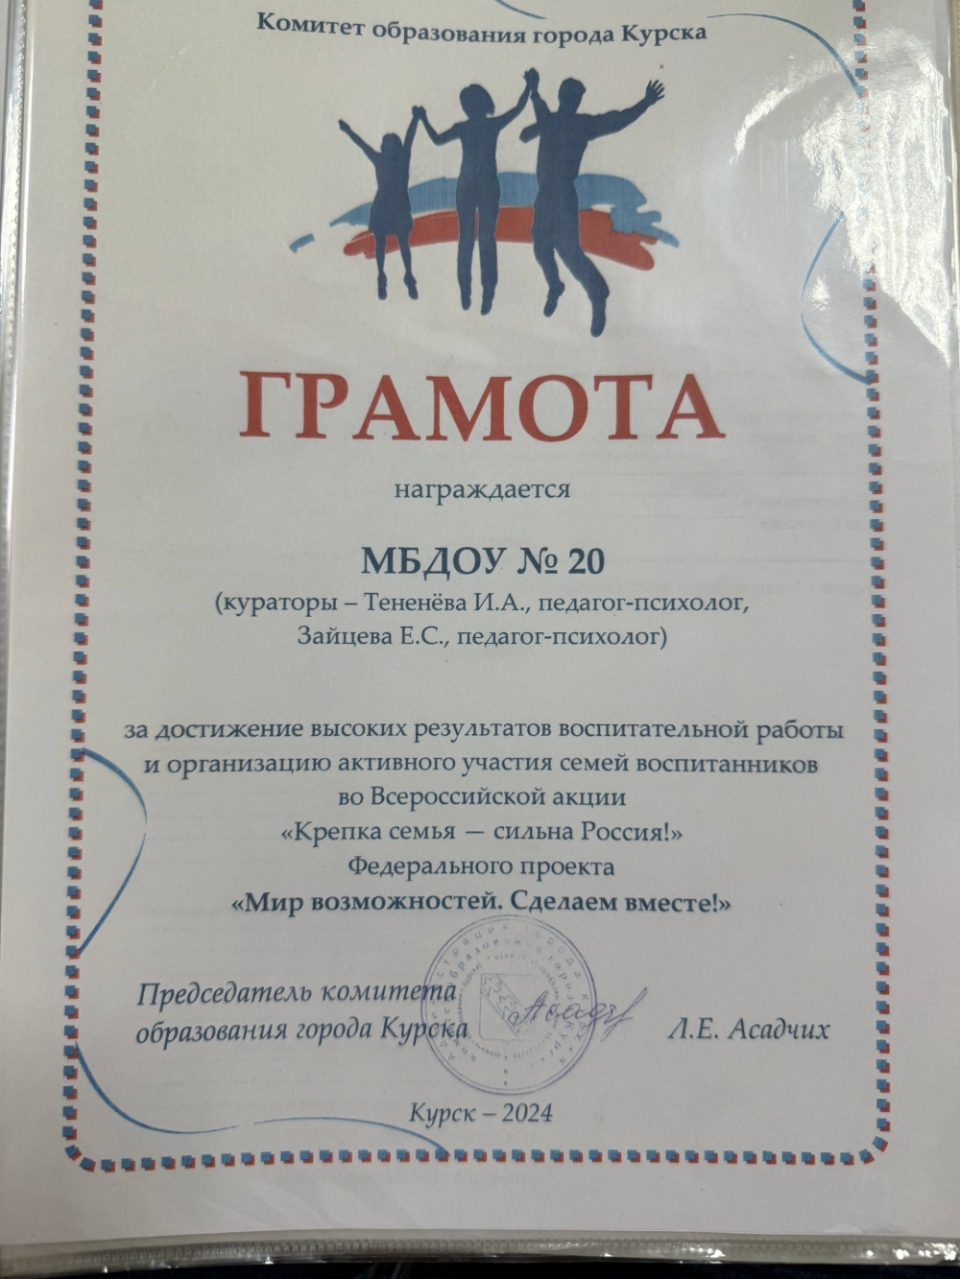 Комитет образования города Курска
ГРАМОТА
награждается
МБДОУ № 20
(кураторы – Тененёва И.А., педагог-психолог,
Зайцева Е.С., педагог-психолог)
за достижение высоких результатов воспитательной работы
и организацию активного участия семей воспитанников
во Всероссийской акции
«Крепка семья — сильна Россия!»
Федерального проекта
«Мир возможностей. Сделаем вместе!»
Председатель комитета
образования города Курска
Л.Е. Асадчих
Курск – 2024